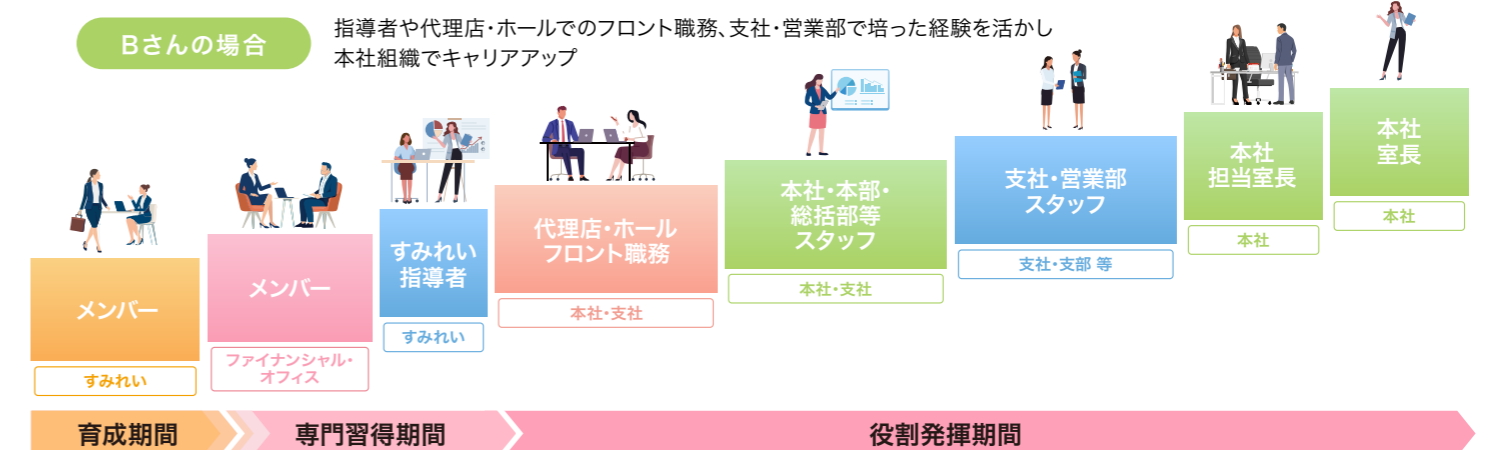 Bさんの場合
指導者や代理店・ホールでのフロント職務、支社・営業部で培った経験を活かし
本社組織でキャリアアップ
メンバー
すみれい
メンバー
ファイナンシャル・
オフィス
すみれい
指導者
すみれい
代理店・ホール
フロント職務
本社・支社
本社・本部・
総括部等
スタッフ
本社・支社
支社・営業部
スタッフ
支社・支部 等
本社
担当室長
本社
本社
室長
本社
育成期間
専門習得期間
役割発揮期間